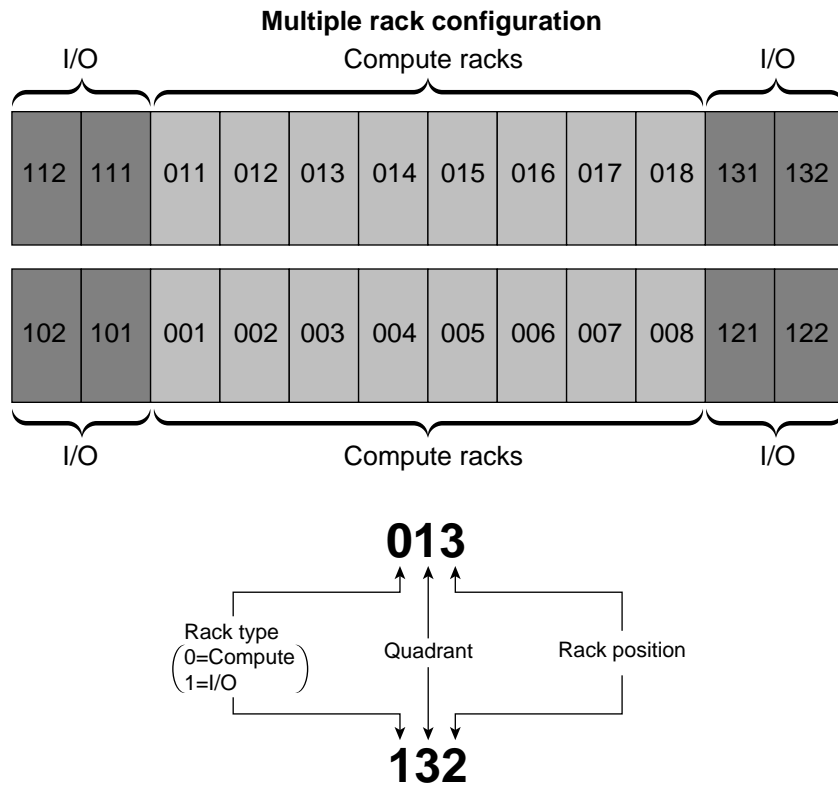 Multiple rack configuration
I/O Compute racks I/O
112 111 011 012 013 014 015 016 017 018 131 132
102 101 001 002 003 004 005 006 007 008 121 122
I/O Compute racks I/O
013
Rack type
0=Compute
1=I/O
Quadrant
Rack position
132